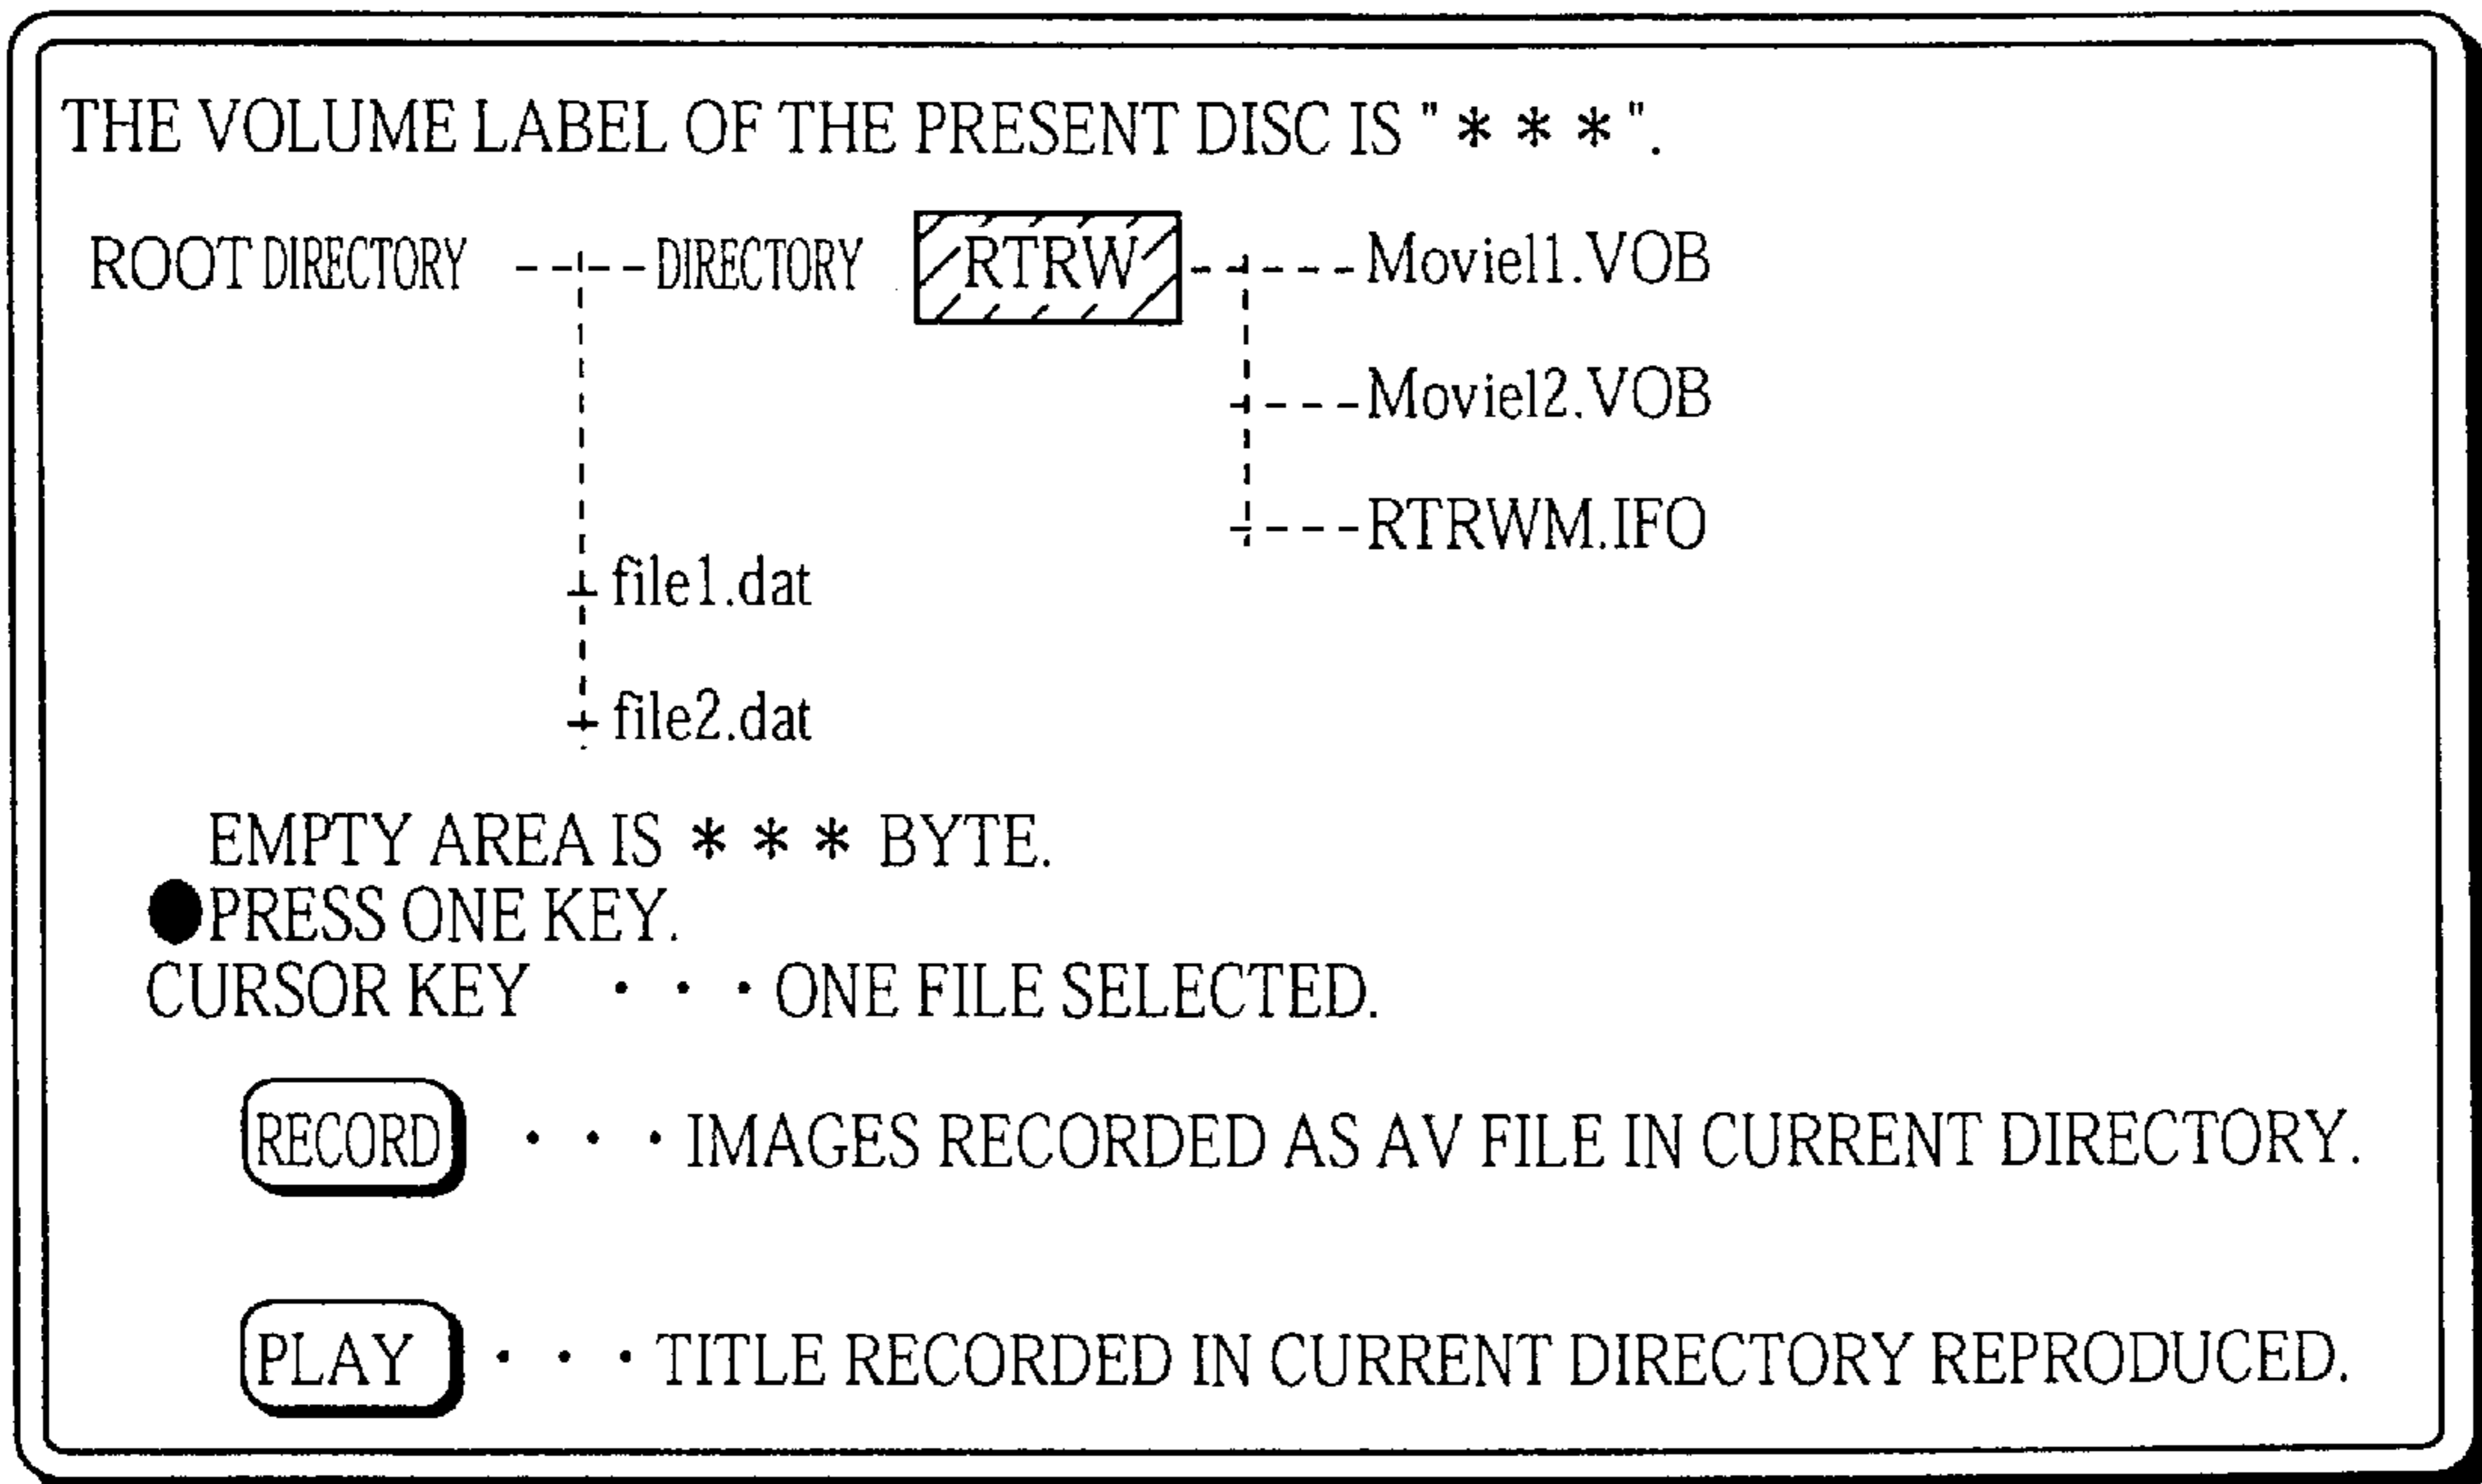 THE VOLUME LABEL OF THE PRESENT DISC IS "***".
ROOT DIRECTORY DIRECTORY RTRW Moviel1.VOB
Moviel2.VOB
RTRWM.IFO
file1.dat
file2.dat
EMPTY AREA IS *** BYTE.
●PRESS ONE KEY.
CURSOR KEY ・・・ONE FILE SELECTED.
RECORD ・・・IMAGES RECORDED AS AV FILE IN CURRENT DIRECTORY.
PLAY ・・・TITLE RECORDED IN CURRENT DIRECTORY REPRODUCED.